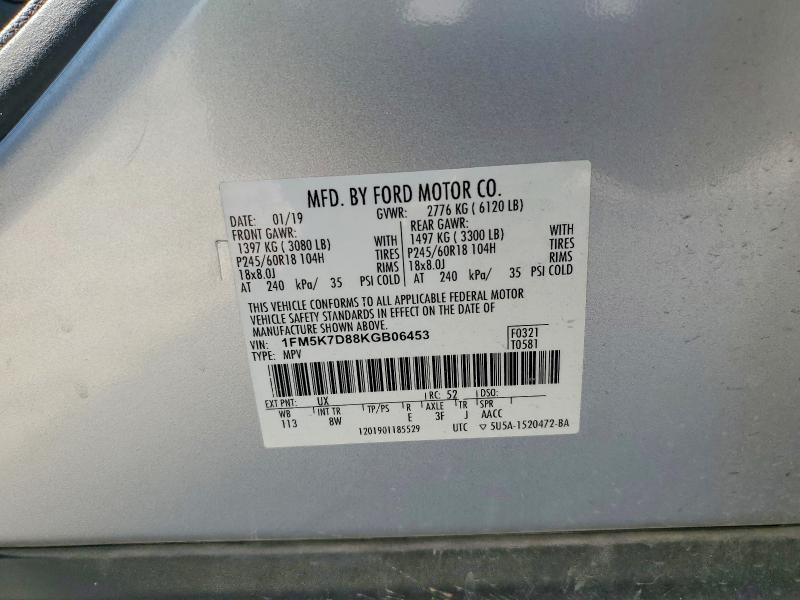 MFD. BY FORD MOTOR CO.
DATE: 01/19 GVWR: 2776 KG ( 6120 LB)
FRONT GAWR: REAR GAWR:
1397 KG ( 3080 LB) WITH 1497 KG ( 3300 LB) WITH
P245/60R18 104H TIRES P245/60R18 104H TIRES
18x8.0J RIMS 18x8.0J RIMS
AT 240 kPa/ 35 PSI COLD AT 240 kPa/ 35 PSI COLD
THIS VEHICLE CONFORMS TO ALL APPLICABLE FEDERAL MOTOR
VEHICLE SAFETY STANDARDS IN EFFECT ON THE DATE OF
MANUFACTURE SHOWN ABOVE.
VIN: 1FM5K7D88KGB06453 F0321
TYPE: MPV T0581
EXT PNT: UX RC: 52 DSO:
WB INT TR TP/PS R AXLE TR SPR
113 8W E 3F J AACC
1201901185529 UTC ▽ 5U5A-1520472-BA